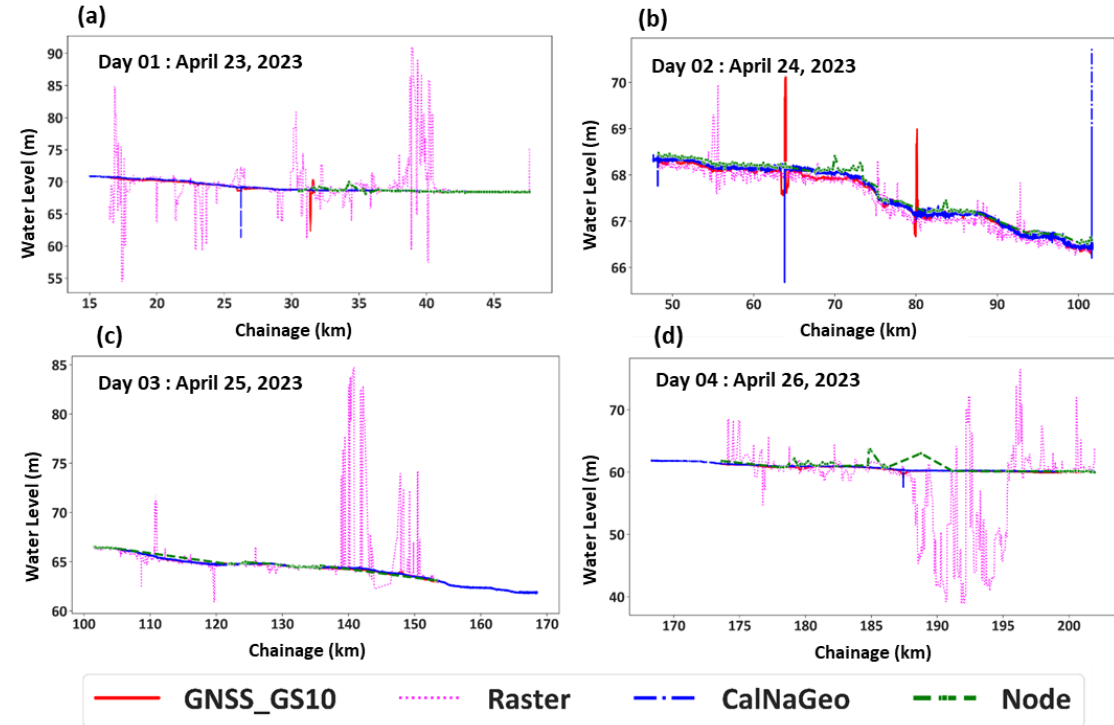 (a)
Day 01 : April 23, 2023
Water Level (m)
90
85
80
75
70
65
60
55
15
20
25
30
35
40
45
Chainage (km)
(b)
Day 02 : April 24, 2023
Water Level (m)
70
69
68
67
66
50
60
70
80
90
100
Chainage (km)
(c)
Day 03 : April 25, 2023
Water Level (m)
85
80
75
70
65
60
100
110
120
130
140
150
160
170
Chainage (km)
(d)
Day 04 : April 26, 2023
Water Level (m)
70
60
50
40
170
175
180
185
190
195
200
Chainage (km)
GNSS_GS10
Raster
CalNaGeo
Node